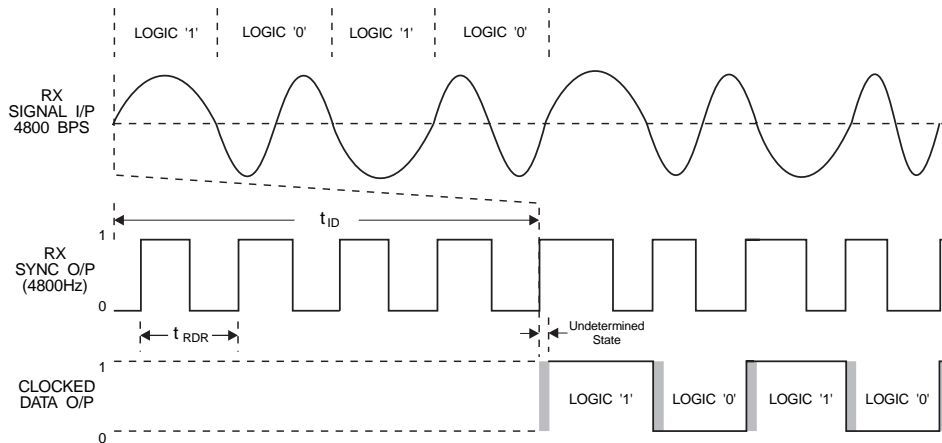 LOGIC '1' LOGIC '0' LOGIC '1' LOGIC '0'
RX
SIGNAL I/P
4800 BPS
t ID
1
RX
SYNC O/P
(4800Hz)
0
t RDR
Undetermined
State
1
CLOCKED
DATA O/P
LOGIC '1' LOGIC '0' LOGIC '1' LOGIC '0'
0